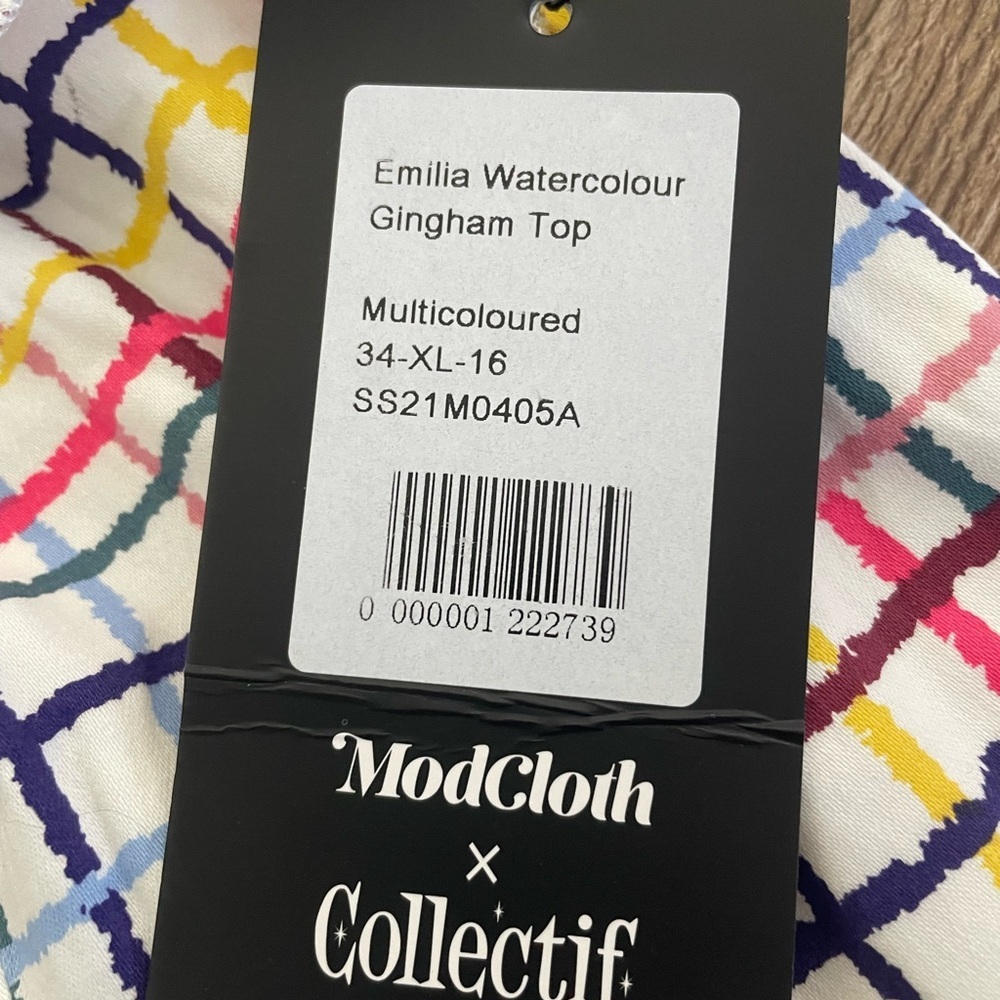 Emilia Watercolour
Gingham Top
Multicoloured
34-XL-16
SS21M0405A
0 000001 222739
ModCloth
×
Collectif